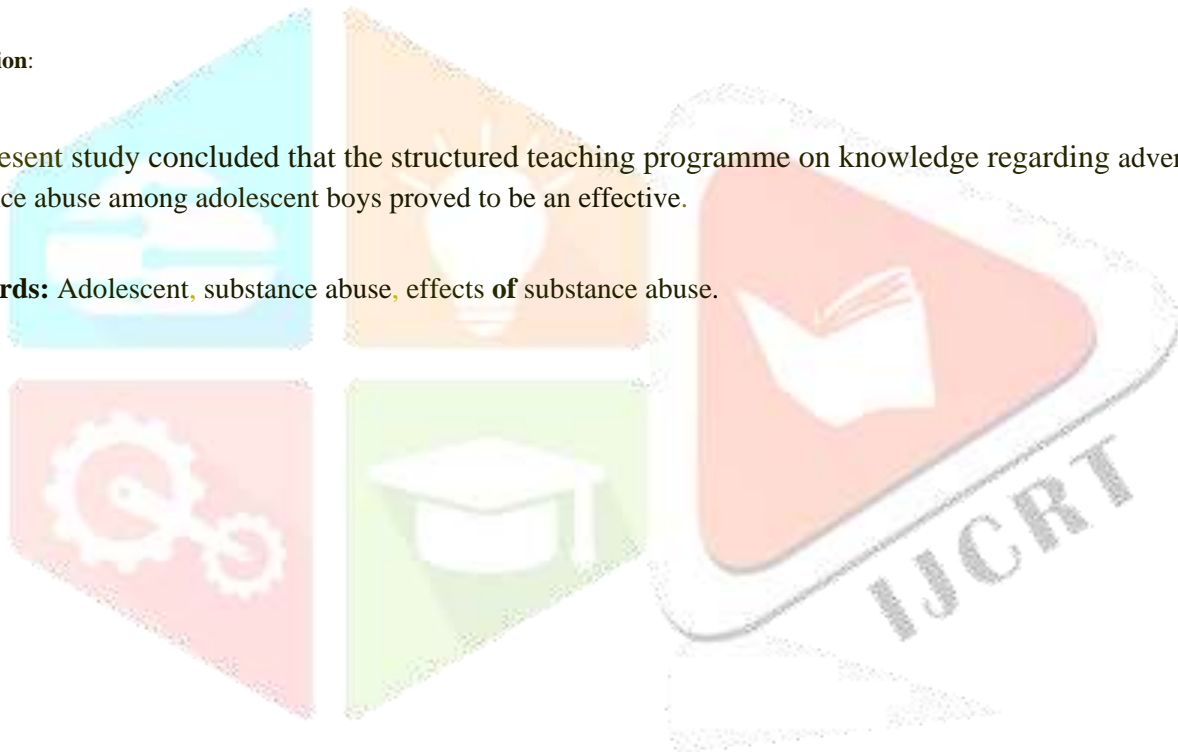 ion:
esent study concluded that the structured teaching programme on knowledge regarding adver
ce abuse among adolescent boys proved to be an effective.
rds: Adolescent, substance abuse, effects of substance abuse.
IJCRT